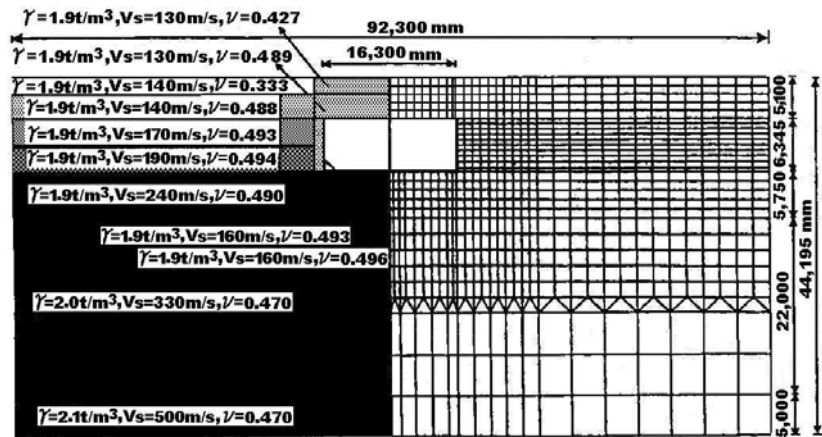 γ=1.9t/m³,Vs=130m/s,ν=0.427
92,300 mm
γ=1.9t/m³,Vs=130m/s,ν=0.489
16,300 mm
γ=1.9t/m³,Vs=140m/s,ν=0.333
γ=1.9t/m³,Vs=140m/s,ν=0.488
γ=1.9t/m³,Vs=170m/s,ν=0.493
γ=1.9t/m³,Vs=190m/s,ν=0.494
γ=1.9t/m³,Vs=240m/s,ν=0.490
γ=1.9t/m³,Vs=160m/s,ν=0.493
γ=1.9t/m³,Vs=160m/s,ν=0.496
γ=2.0t/m³,Vs=330m/s,ν=0.470
γ=2.1t/m³,Vs=500m/s,ν=0.470
5,100
6,345
5,750
22,000
5,000
44,195 mm